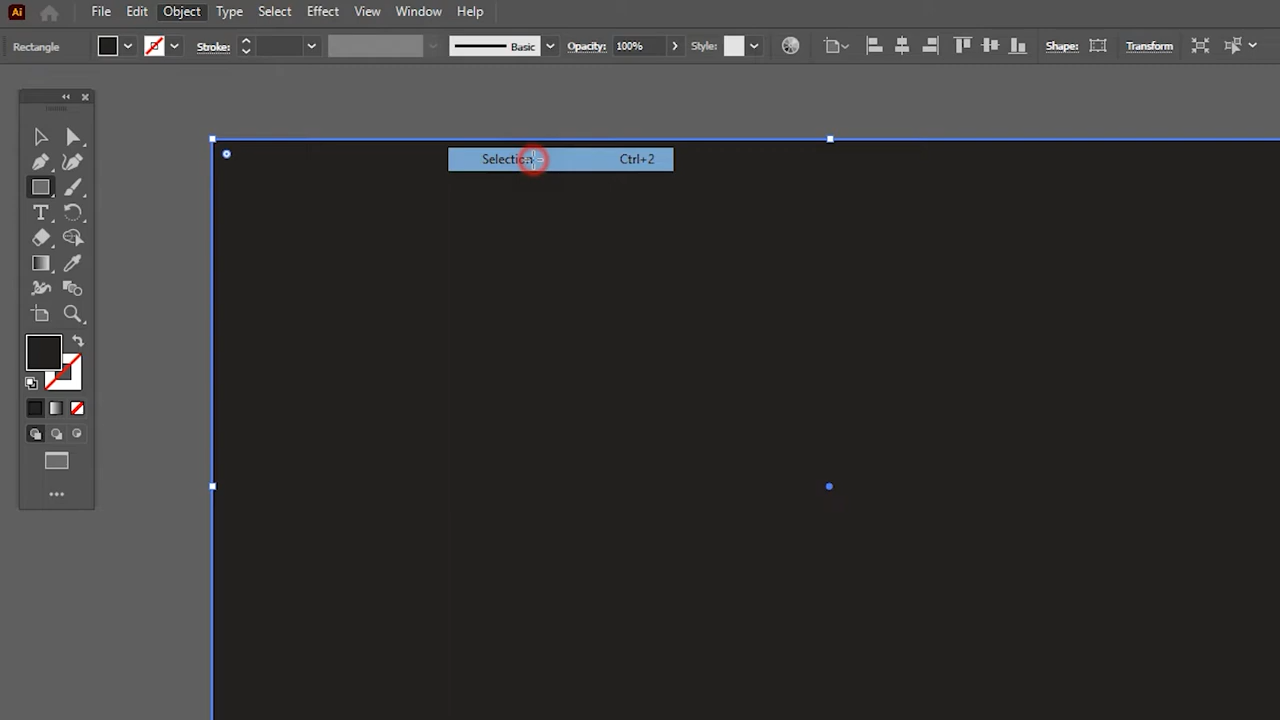 Ai File Edit Object Type Select Effect View Window Help
Rectangle Stroke: Basic Opacity: 100% Style: Shape: Transform
Selection Ctrl+2